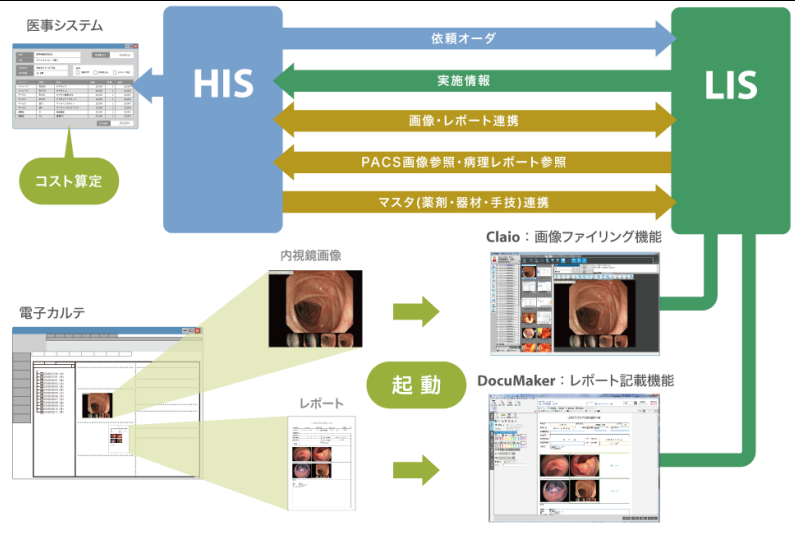 医事システム
コスト算定
HIS
LIS
依頼オーダ
実施情報
画像・レポート連携
PACS画像参照・病理レポート参照
マスタ(薬剤・器材・手技)連携
Claio：画像ファイリング機能
内視鏡画像
電子カルテ
起動
レポート
DocuMaker：レポート記載機能